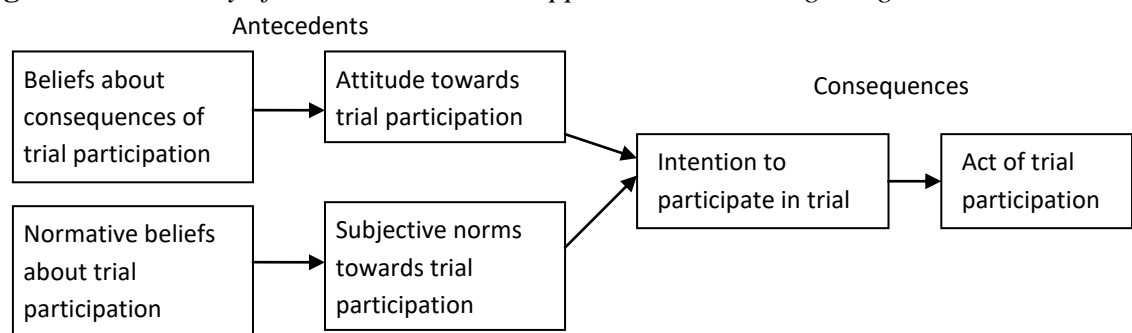 Antecedents
Beliefs about
consequences of
trial participation
Attitude towards
trial participation
Consequences
Intention to
participate in trial
Act of trial
participation
Normative beliefs
about trial
participation
Subjective norms
towards trial
participation